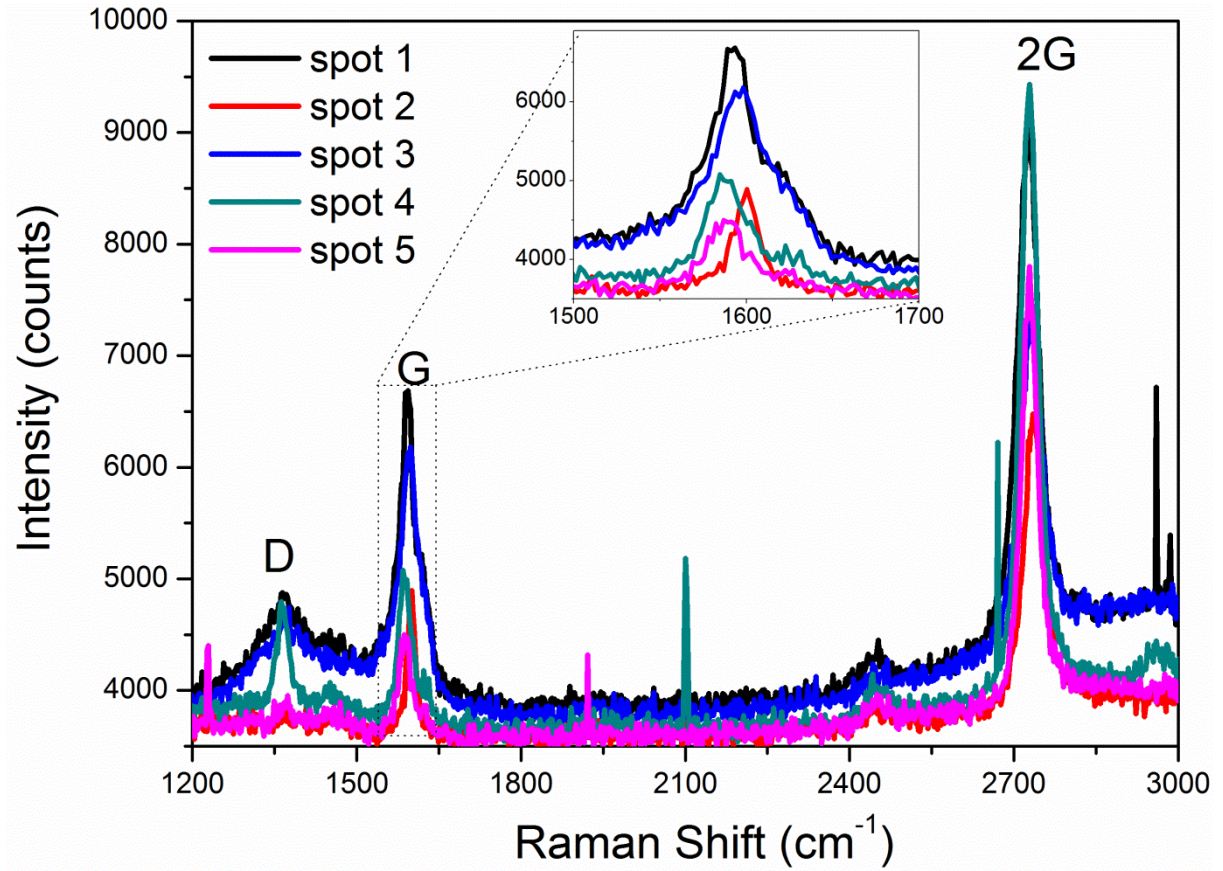 10000
9000
8000
7000
6000
5000
4000
Intensity (counts)
spot 1
spot 2
spot 3
spot 4
spot 5
6000
5000
4000
1500 1600 1700
2G
G
D
1200 1500 1800 2100 2400 2700 3000
Raman Shift (cm⁻¹)